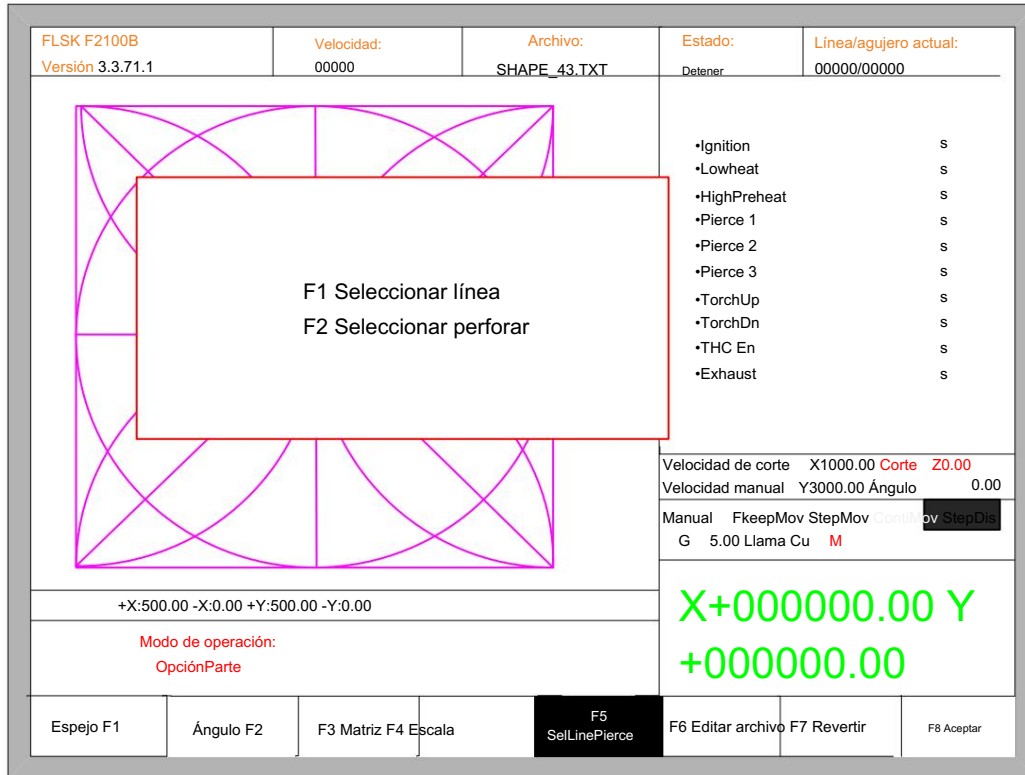 FLSK F2100B
Versión 3.3.71.1
Velocidad:
00000
Archivo:
SHAPE_43.TXT
Estado:
Detener
Línea/agujero actual:
00000/00000
F1 Seleccionar línea
F2 Seleccionar perforar
•Ignition s
•Lowheat s
•HighPreheat s
•Pierce 1 s
•Pierce 2 s
•Pierce 3 s
•TorchUp s
•TorchDn s
•THC En s
•Exhaust s
Velocidad de corte X1000.00 Corte Z0.00
Velocidad manual Y3000.00 Ángulo 0.00
Manual FkeepMov StepMov ContiMov StepDis
G 5.00 Llama Cu M
+X:500.00 -X:0.00 +Y:500.00 -Y:0.00
X+000000.00 Y
+000000.00
Modo de operación:
OpciónParte
Espejo F1
Ángulo F2
F3 Matriz F4 Escala
F5
SelLinePierce
F6 Editar archivo F7 Revertir
F8 Aceptar